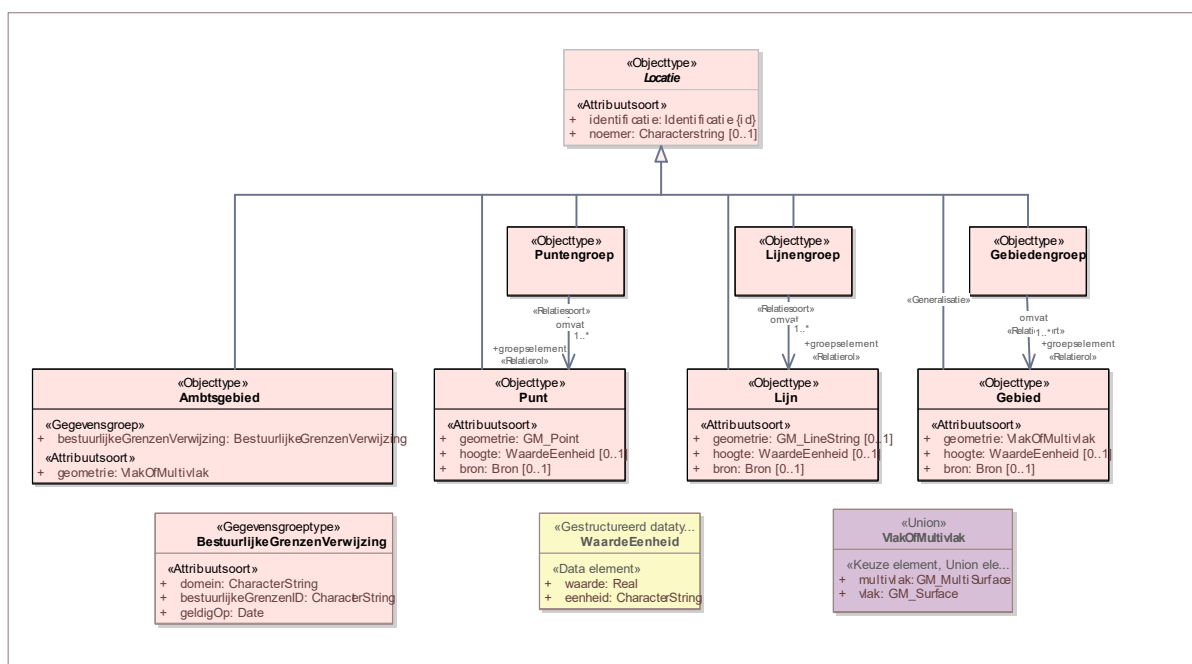 «Objecttype»
Locatie
«Attribuutsoort»
+ identificatie: Identificatie {id}
+ noemer: Characterstring [0..1]
«Objecttype»
Puntengroep
«Objecttype»
Lijnengroep
«Objecttype»
Gebiedengroep
«Relatiesoort»
omvat
1..*
+groepselement
«Relatierol»
«Relatiesoort»
omvat
1..*
+groepselement
«Relatierol»
«Generalisatie»
omvat
1..*
+groepselement
«Relatierol»
«Objecttype»
Ambtsgebied
«Gegevensgroep»
+ bestuurlijkeGrenzenVerwijzing: BestuurlijkeGrenzenVerwijzing
«Attribuutsoort»
+ geometrie: VlakOfMultivlak
«Objecttype»
Punt
«Attribuutsoort»
+ geometrie: GM_Point
+ hoogte: WaardeEenheid [0..1]
+ bron: Bron [0..1]
«Objecttype»
Lijn
«Attribuutsoort»
+ geometrie: GM_LineString [0..1]
+ hoogte: WaardeEenheid [0..1]
+ bron: Bron [0..1]
«Objecttype»
Gebied
«Attribuutsoort»
+ geometrie: VlakOfMultivlak
+ hoogte: WaardeEenheid [0..1]
+ bron: Bron [0..1]
«Gegevensgroeptype»
BestuurlijkeGrenzenVerwijzing
«Attribuutsoort»
+ domein: CharacterString
+ bestuurlijkeGrenzenID: CharacterString
+ geldigOp: Date
«Gestructureerd dataty...
WaardeEenheid
«Data element»
+ waarde: Real
+ eenheid: CharacterString
«Union»
VlakOfMultivlak
«Keuze element, Union ele...
+ multivlak: GM_MultiSurface
+ vlak: GM_Surface